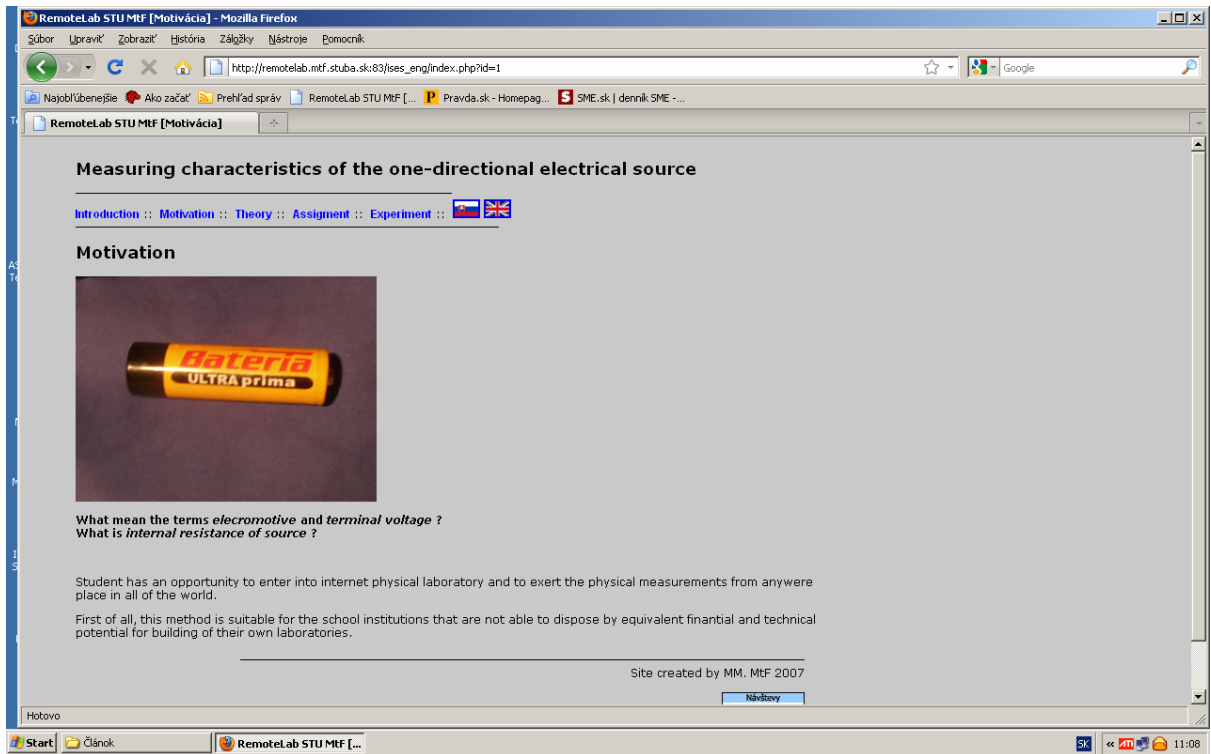 RemoteLab STU MtF [Motivácia] - Mozilla Firefox
Súbor Upraviť Zobraziť História Záložky Nástroje Pomocník
http://remotelab.mtf.stuba.sk:83/ises_eng/index.php?id=1
Google
Najobľúbenejšie Ako začať Prehľad správ RemoteLab STU MtF [... Pravda.sk - Homepag... SME.sk | denník SME -...
RemoteLab STU MtF [Motivácia]
Measuring characteristics of the one-directional electrical source
Introduction :: Motivation :: Theory :: Assigment :: Experiment ::
Motivation
Bateria
ULTRA prima
What mean the terms elecromotive and terminal voltage ?
What is internal resistance of source ?
Student has an opportunity to enter into internet physical laboratory and to exert the physical measurements from anywere
place in all of the world.
First of all, this method is suitable for the school institutions that are not able to dispose by equivalent finantial and technical
potential for building of their own laboratories.
Site created by MM. MtF 2007
Návštevy
Hotovo
Start Článok RemoteLab STU MtF [... SK « ATI 11:08